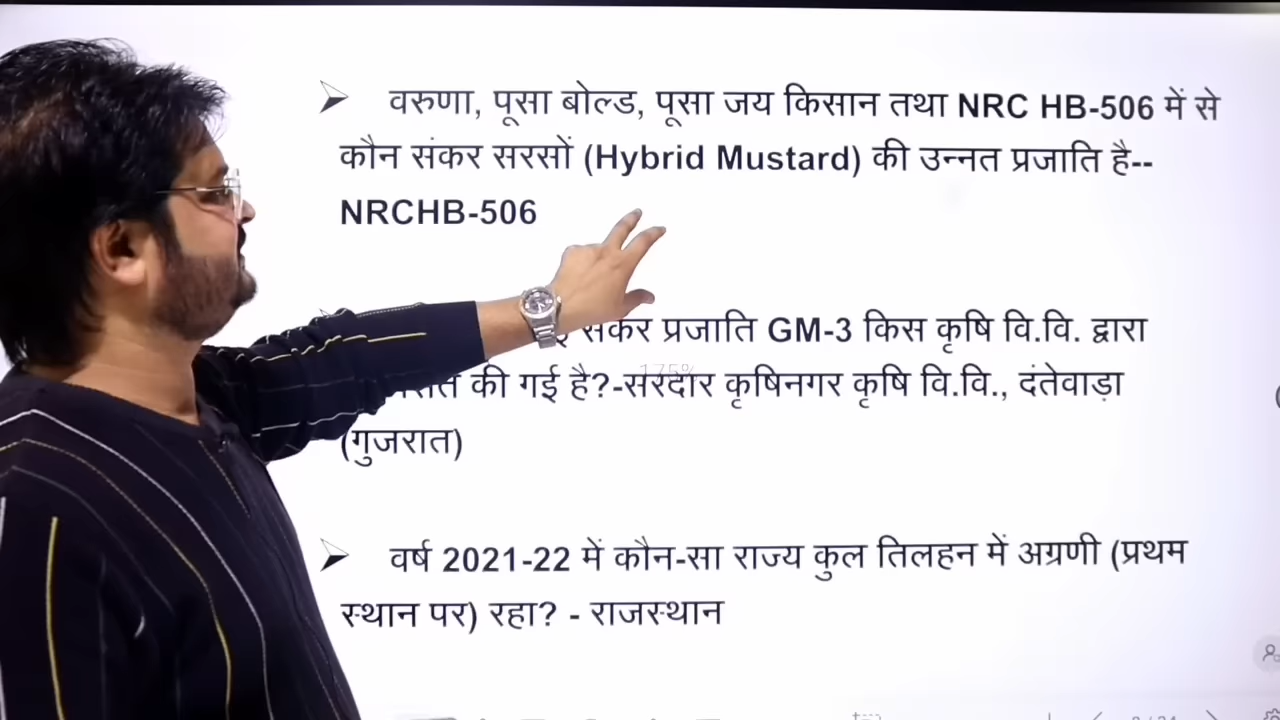 वरुणा, पूसा बोल्ड, पूसा जय किसान तथा NRC HB-506 में से
कौन संकर सरसों (Hybrid Mustard) की उन्नत प्रजाति है--
NRCHB-506
संकर प्रजाति GM-3 किस कृषि वि.वि. द्वारा
की गई है?-सरदार कृषिनगर कृषि वि.वि., दंतेवाड़ा
(गुजरात)
175%
वर्ष 2021-22 में कौन-सा राज्य कुल तिलहन में अग्रणी (प्रथम
स्थान पर) रहा? - राजस्थान